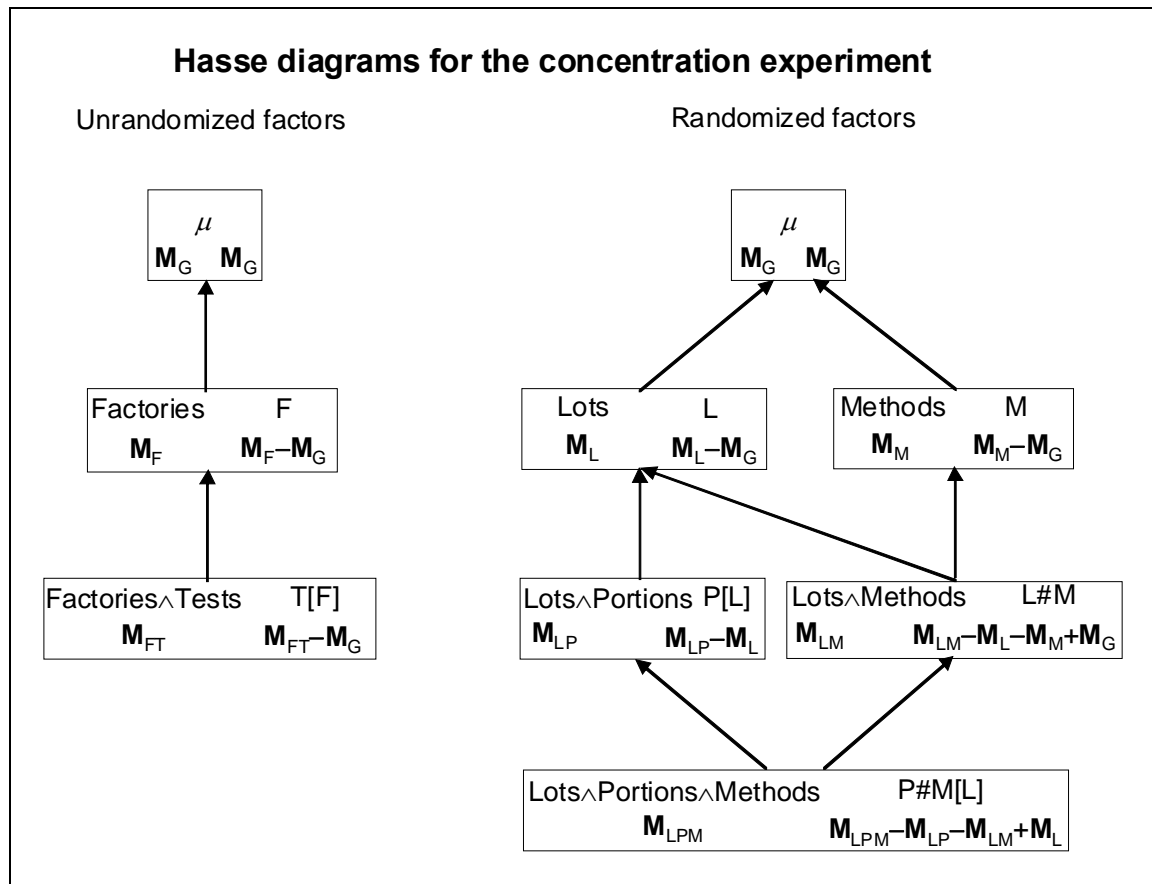 Hasse diagrams for the concentration experiment
Unrandomized factors
Randomized factors
μ
M_G M_G
μ
M_G M_G
Factories F
M_F M_F–M_G
Lots L
M_L M_L–M_G
Methods M
M_M M_M–M_G
Factories∧Tests T[F]
M_FT M_FT–M_G
Lots∧Portions P[L]
M_LP M_LP–M_L
Lots∧Methods L#M
M_LM M_LM–M_L–M_M+M_G
Lots∧Portions∧Methods P#M[L]
M_LPM M_LPM–M_LP–M_LM+M_L